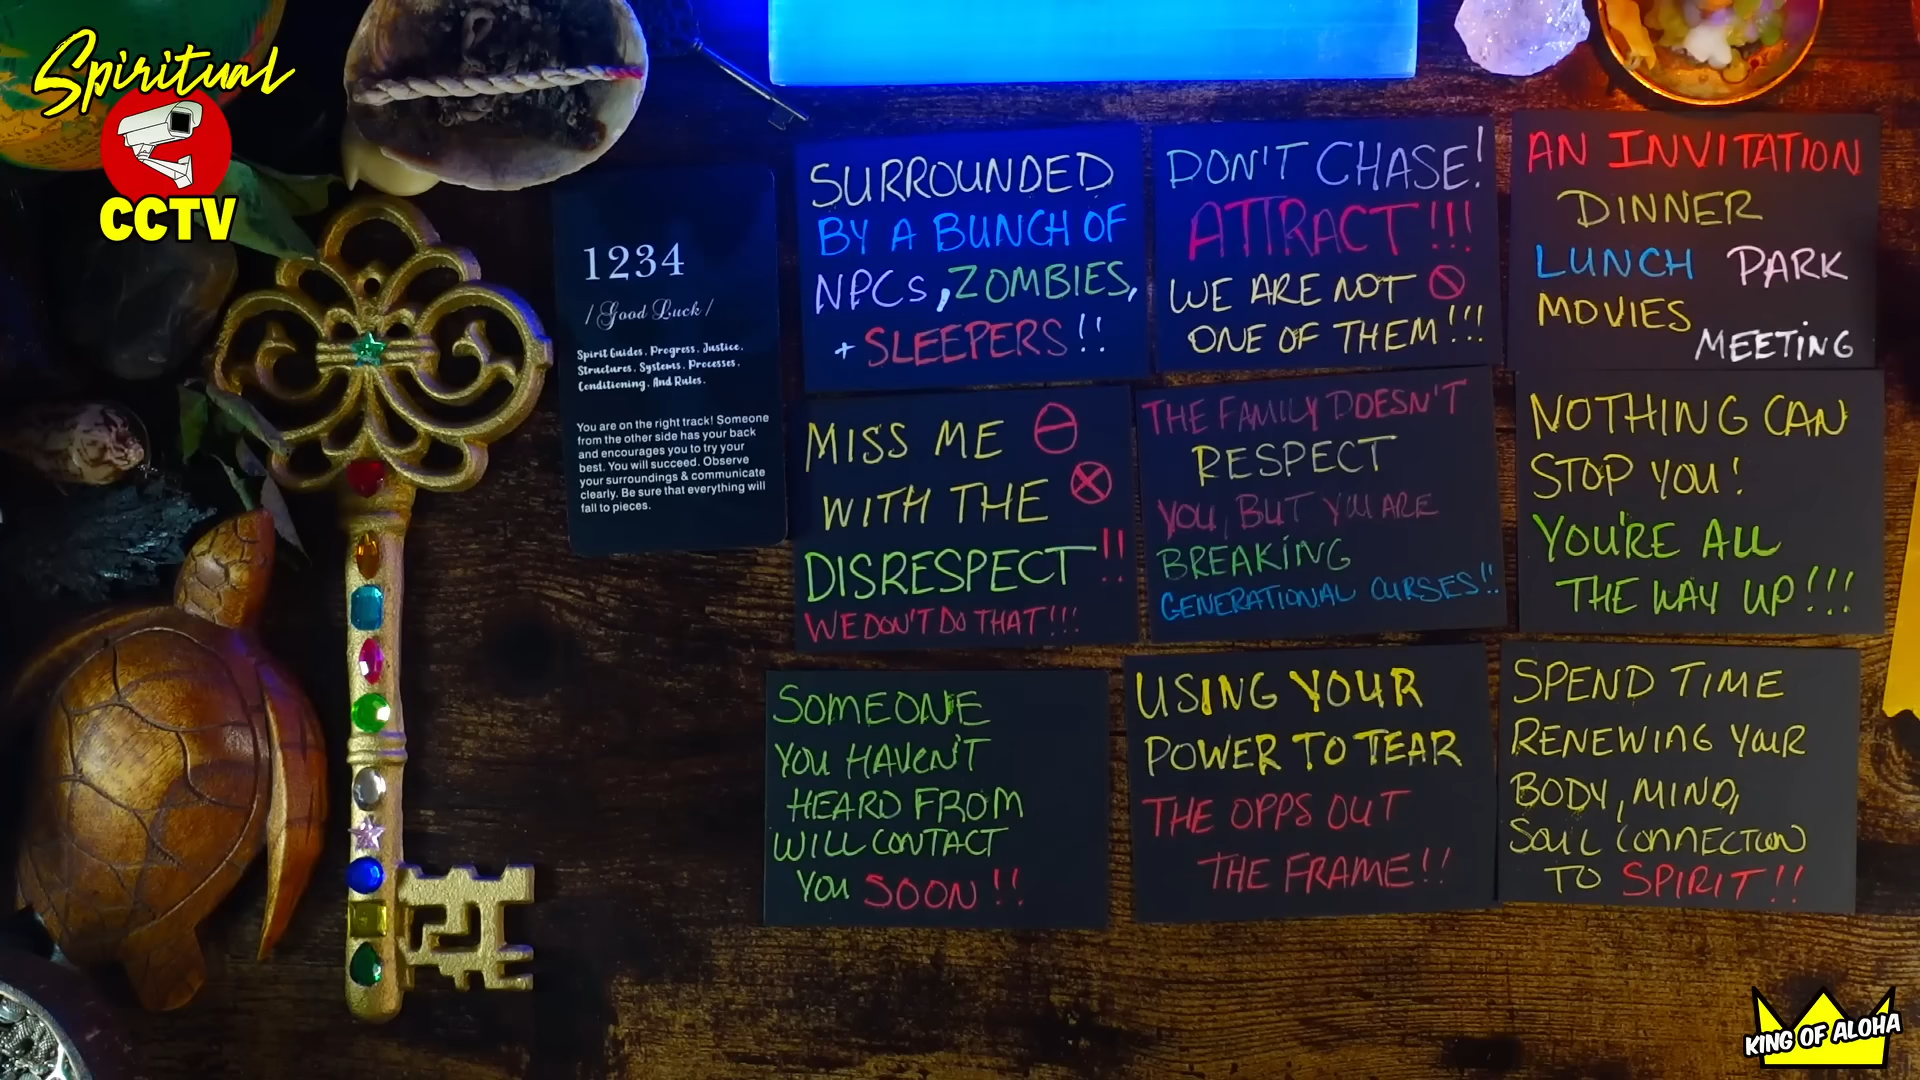 Spiritual
CCTV
1234
/Good Luck/
Spirit Guides, Progress, Justice,
Structures, Systems, Processes,
Conditioning, And Rules.
You are on the right track! Someone
from the other side has your back
and encourages you to try your
best. You will succeed. Observe
your surroundings & communicate
clearly. Be sure that everything will
fall to pieces.
SURROUNDED
BY A BUNCH OF
NPCs, ZOMBIES,
+ SLEEPERS!!
DON'T CHASE!
ATTRACT!!!
WE ARE NOT
ONE OF THEM!!!
AN INVITATION
DINNER
LUNCH PARK
MOVIES
MEETING
MISS ME
WITH THE
DISRESPECT!!
WE DON'T DO THAT!!!
THE FAMILY DOESN'T
RESPECT
YOU, BUT YOU ARE
BREAKING
GENERATIONAL CURSES!!
NOTHING CAN
STOP YOU!
YOU'RE ALL
THE WAY UP!!!
SOMEONE
YOU HAVEN'T
HEARD FROM
WILL CONTACT
YOU SOON!!
USING YOUR
POWER TO TEAR
THE OPPS OUT
THE FRAME!!
SPEND TIME
RENEWING YOUR
BODY, MIND,
SOUL CONNECTION
TO SPIRIT!!
KING OF ALOHA